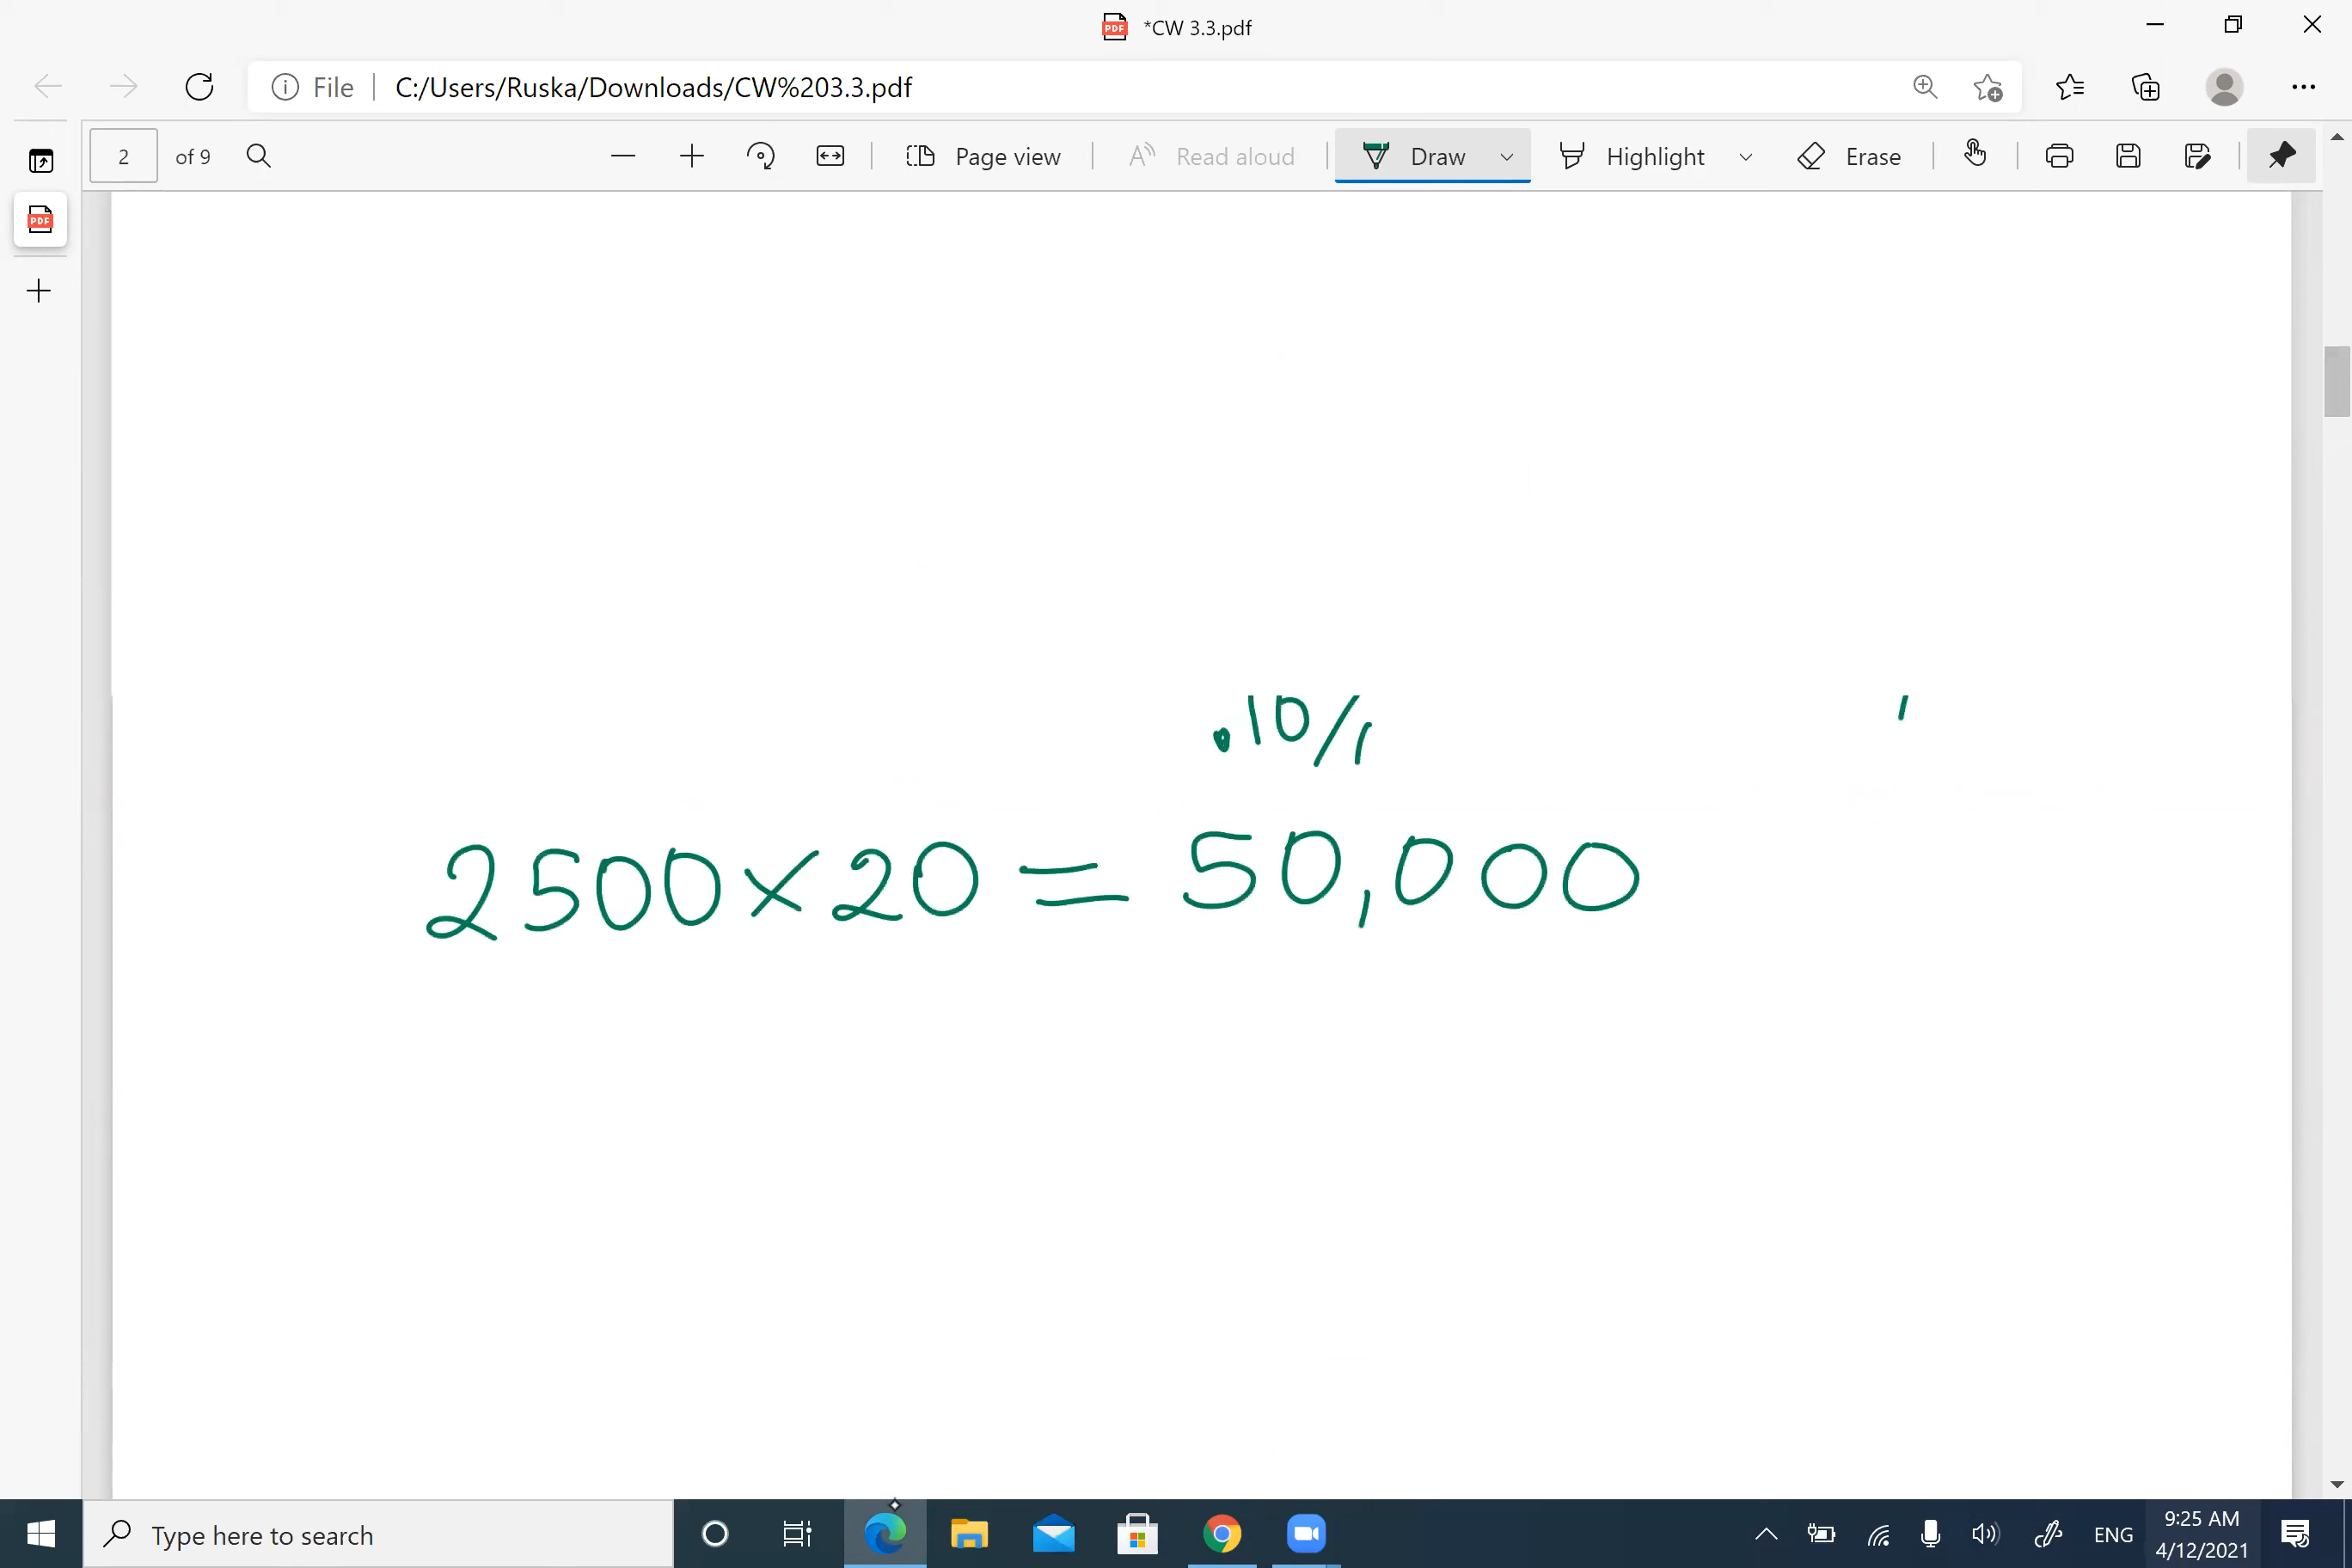 *CW 3.3.pdf
File C:/Users/Ruska/Downloads/CW%203.3.pdf
2 of 9 Page view Read aloud Draw Highlight Erase
2500×20 = 50,000
Type here to search
ENG
9:25 AM
4/12/2021